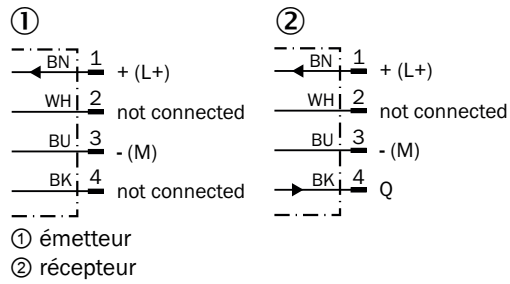 ① ②
BN 1 + (L+)
WH 2 not connected
BU 3 - (M)
BK 4 not connected
BN 1 + (L+)
WH 2 not connected
BU 3 - (M)
BK 4 Q
① émetteur
② récepteur